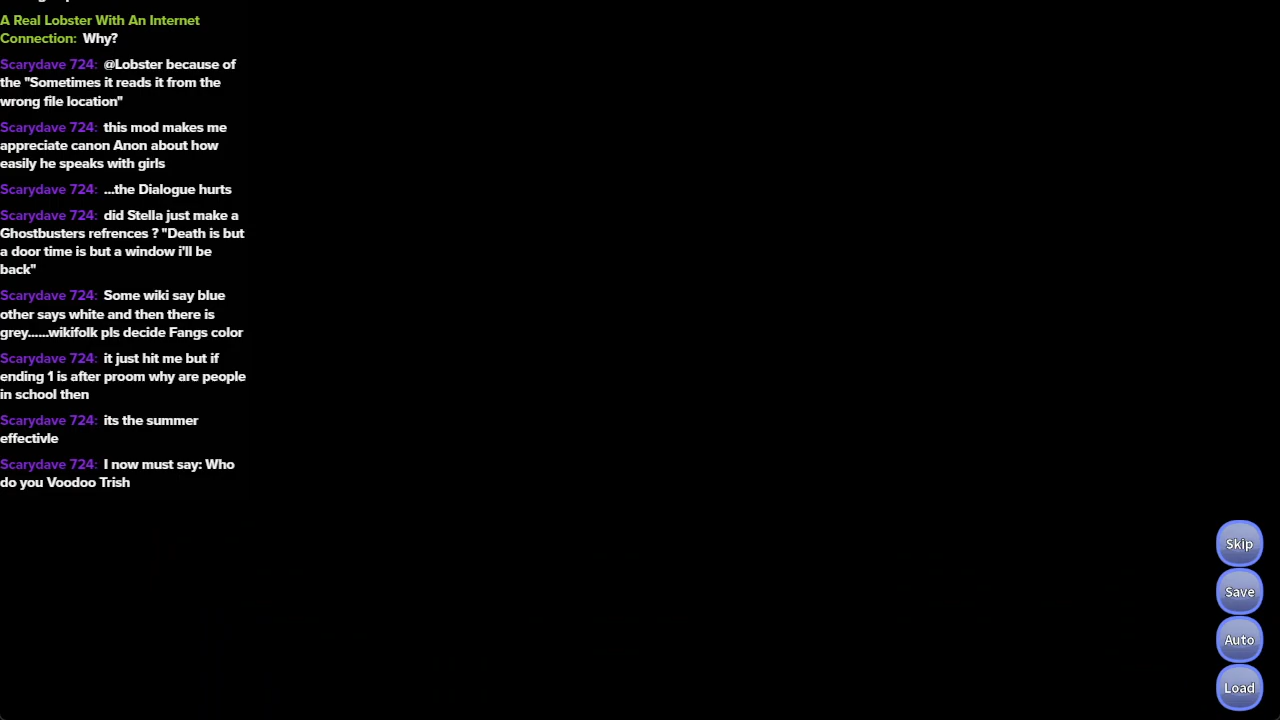 A Real Lobster With An Internet
Connection: Why?
Scarydave 724: @Lobster because of
the "Sometimes it reads it from the
wrong file location"
Scarydave 724: this mod makes me
appreciate canon Anon about how
easily he speaks with girls
Scarydave 724: ...the Dialogue hurts
Scarydave 724: did Stella just make a
Ghostbusters refrences ? "Death is but
a door time is but a window i'll be
back"
Scarydave 724: Some wiki say blue
other says white and then there is
grey......wikifolk pls decide Fangs color
Scarydave 724: it just hit me but if
ending 1 is after proom why are people
in school then
Scarydave 724: its the summer
effectivle
Scarydave 724: I now must say: Who
do you Voodoo Trish
Skip
Save
Auto
Load